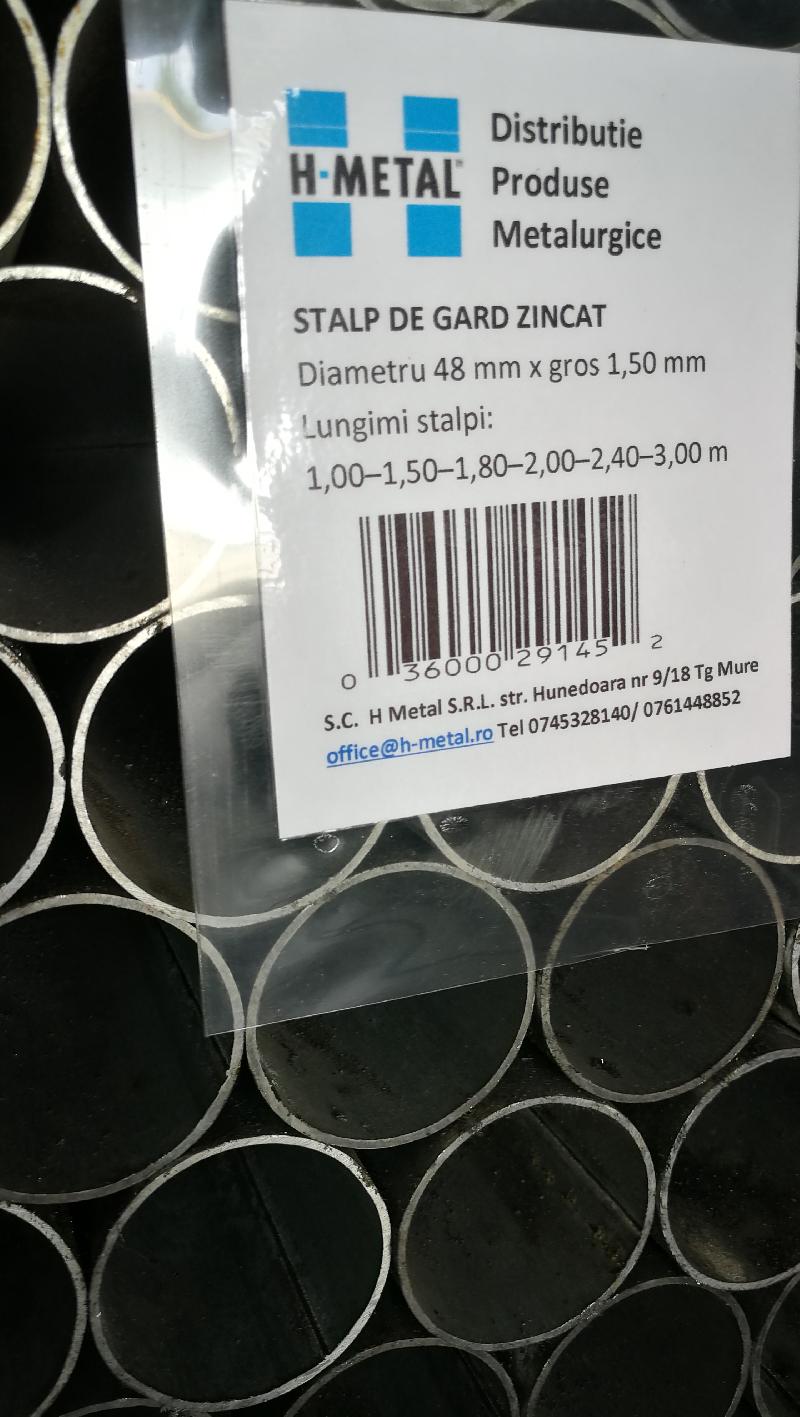 H·METAL
Distributie
Produse
Metalurgice
STALP DE GARD ZINCAT
Diametru 48 mm x gros 1,50 mm
Lungimi stalpi:
1,00–1,50–1,80–2,00–2,40–3,00 m
0 36000 29145 2
S.C. H Metal S.R.L. str. Hunedoara nr 9/18 Tg Mure
office@h-metal.ro Tel 0745328140/ 0761448852